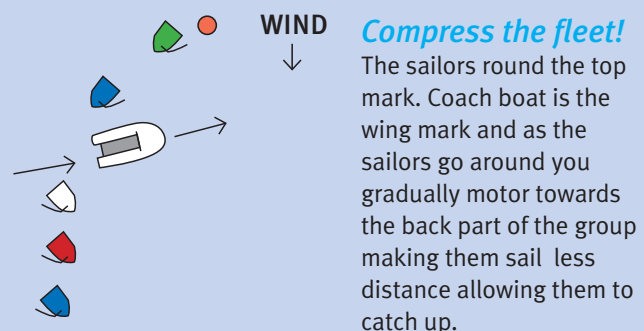 WIND
Compress the fleet!
The sailors round the top
mark. Coach boat is the
wing mark and as the
sailors go around you
gradually motor towards
the back part of the group
making them sail less
distance allowing them to
catch up.